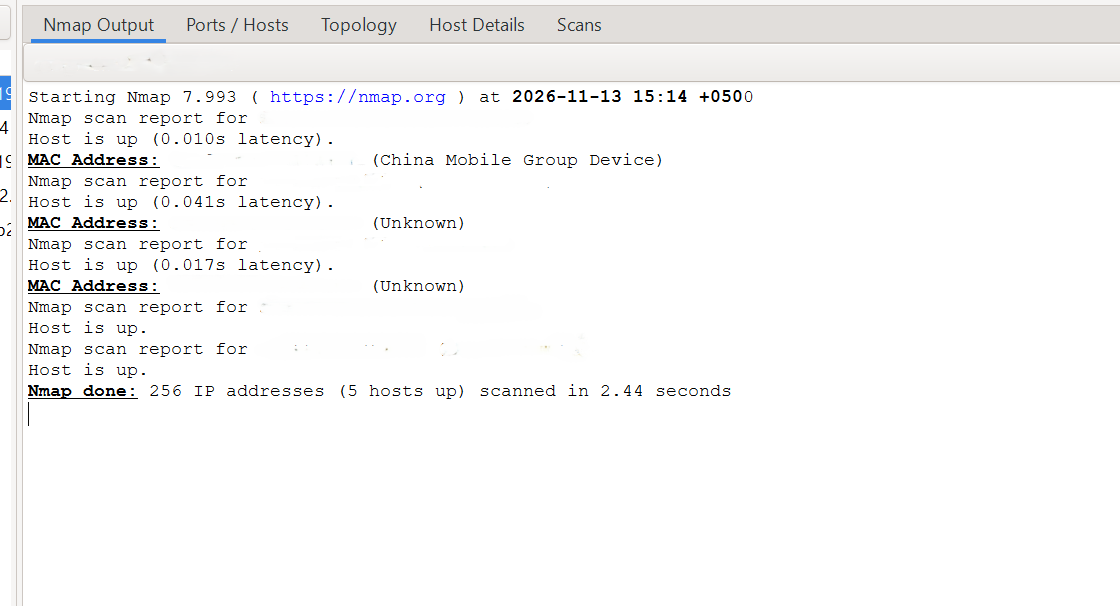 Nmap Output Ports / Hosts Topology Host Details Scans
Starting Nmap 7.993 ( https://nmap.org ) at 2026-11-13 15:14 +0500
Nmap scan report for
Host is up (0.010s latency).
MAC Address: (China Mobile Group Device)
Nmap scan report for
Host is up (0.041s latency).
MAC Address: (Unknown)
Nmap scan report for
Host is up (0.017s latency).
MAC Address: (Unknown)
Nmap scan report for
Host is up.
Nmap scan report for
Host is up.
Nmap done: 256 IP addresses (5 hosts up) scanned in 2.44 seconds